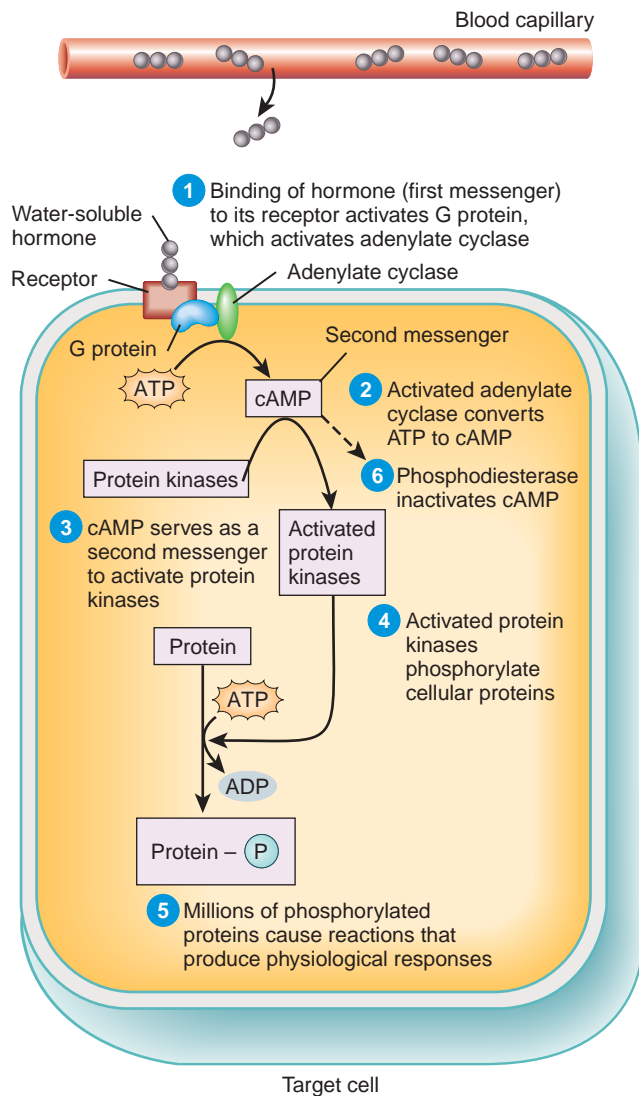 Blood capillary
1 Binding of hormone (first messenger)
to its receptor activates G protein,
which activates adenylate cyclase
Water-soluble
hormone
Receptor
Adenylate cyclase
G protein
Second messenger
ATP
cAMP
2 Activated adenylate
cyclase converts
ATP to cAMP
6 Phosphodiesterase
inactivates cAMP
Protein kinases
3 cAMP serves as a
second messenger
to activate protein
kinases
Activated
protein
kinases
4 Activated protein
kinases
phosphorylate
cellular proteins
Protein
ATP
ADP
Protein – P
5 Millions of phosphorylated
proteins cause reactions that
produce physiological responses
Target cell